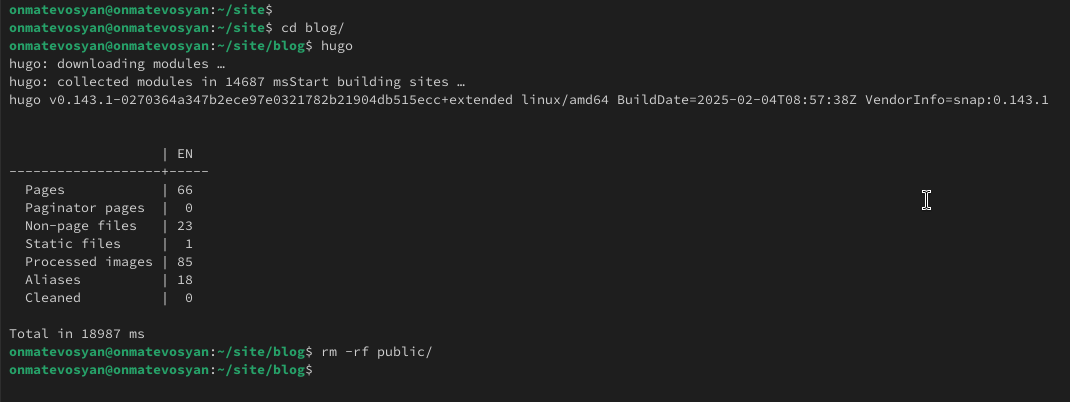 onmatevosyan@onmatevosyan:~/site$
onmatevosyan@onmatevosyan:~/site$ cd blog/
onmatevosyan@onmatevosyan:~/site/blog$ hugo
hugo: downloading modules …
hugo: collected modules in 14687 msStart building sites …
hugo v0.143.1-0270364a347b2ece97e0321782b21904db515ecc+extended linux/amd64 BuildDate=2025-02-04T08:57:38Z VendorInfo=snap:0.143.1
                   | EN
-------------------+-----
  Pages            | 66
  Paginator pages  |  0
  Non-page files   | 23
  Static files     |  1
  Processed images | 85
  Aliases          | 18
  Cleaned          |  0
Total in 18987 ms
onmatevosyan@onmatevosyan:~/site/blog$ rm -rf public/
onmatevosyan@onmatevosyan:~/site/blog$